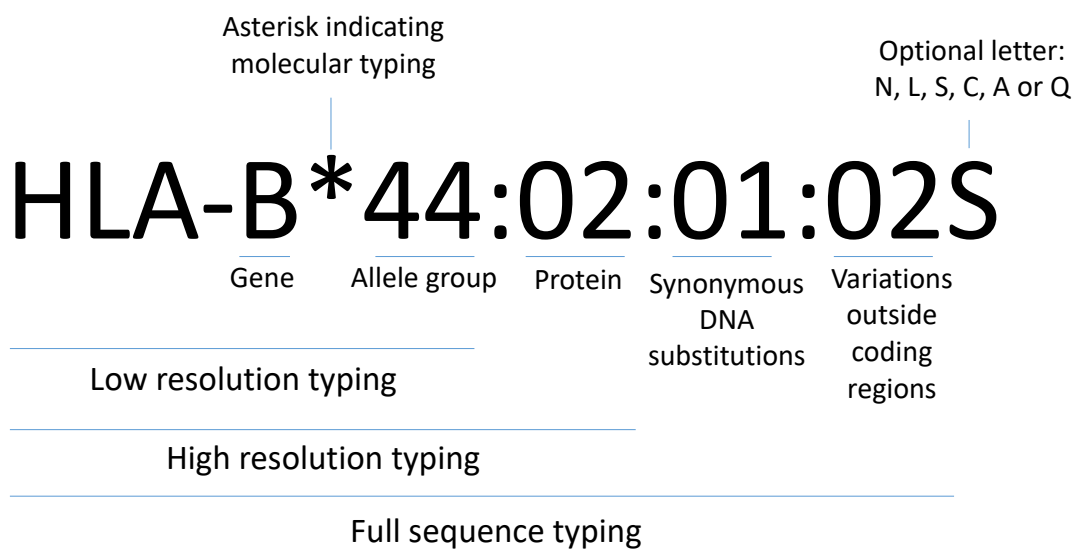 Asterisk indicating
molecular typing
Optional letter:
N, L, S, C, A or Q
HLA-B*44:02:01:02S
Gene
Allele group
Protein
Synonymous
DNA
substitutions
Variations
outside
coding
regions
Low resolution typing
High resolution typing
Full sequence typing